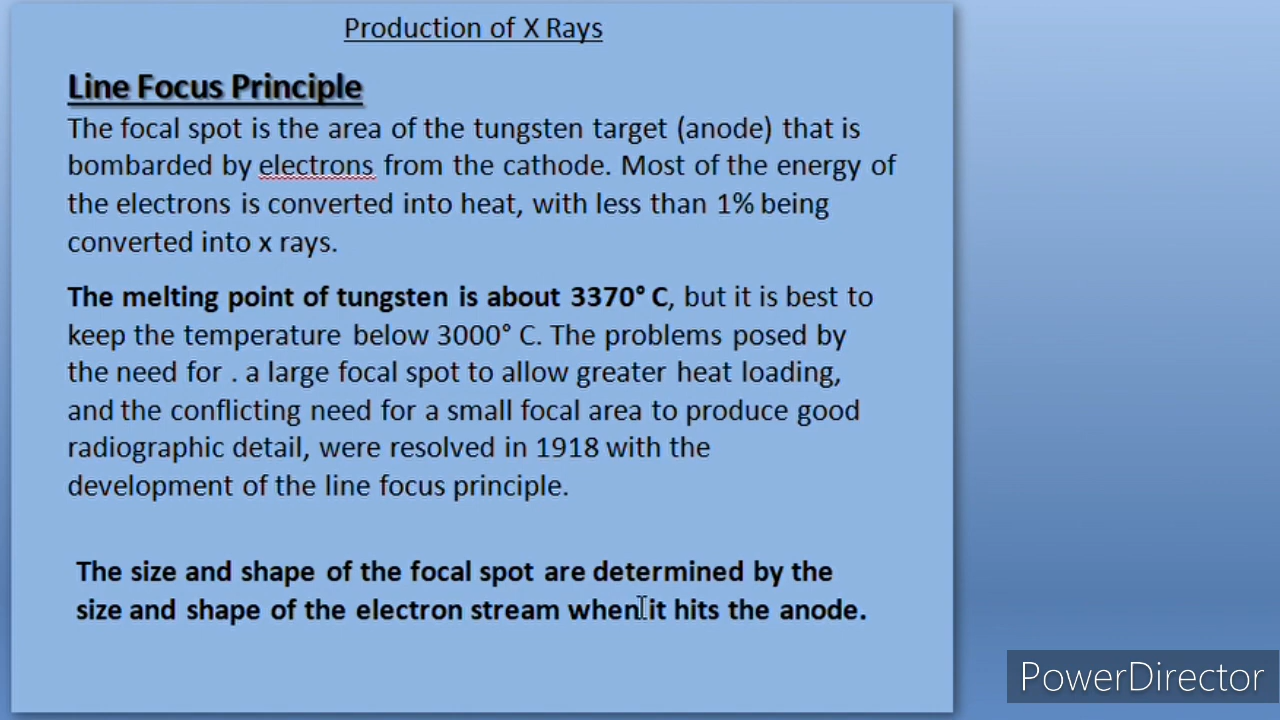 Production of X Rays
Line Focus Principle
The focal spot is the area of the tungsten target (anode) that is
bombarded by electrons from the cathode. Most of the energy of
the electrons is converted into heat, with less than 1% being
converted into x rays.
The melting point of tungsten is about 3370° C, but it is best to
keep the temperature below 3000° C. The problems posed by
the need for . a large focal spot to allow greater heat loading,
and the conflicting need for a small focal area to produce good
radiographic detail, were resolved in 1918 with the
development of the line focus principle.
The size and shape of the focal spot are determined by the
size and shape of the electron stream when it hits the anode.
PowerDirector